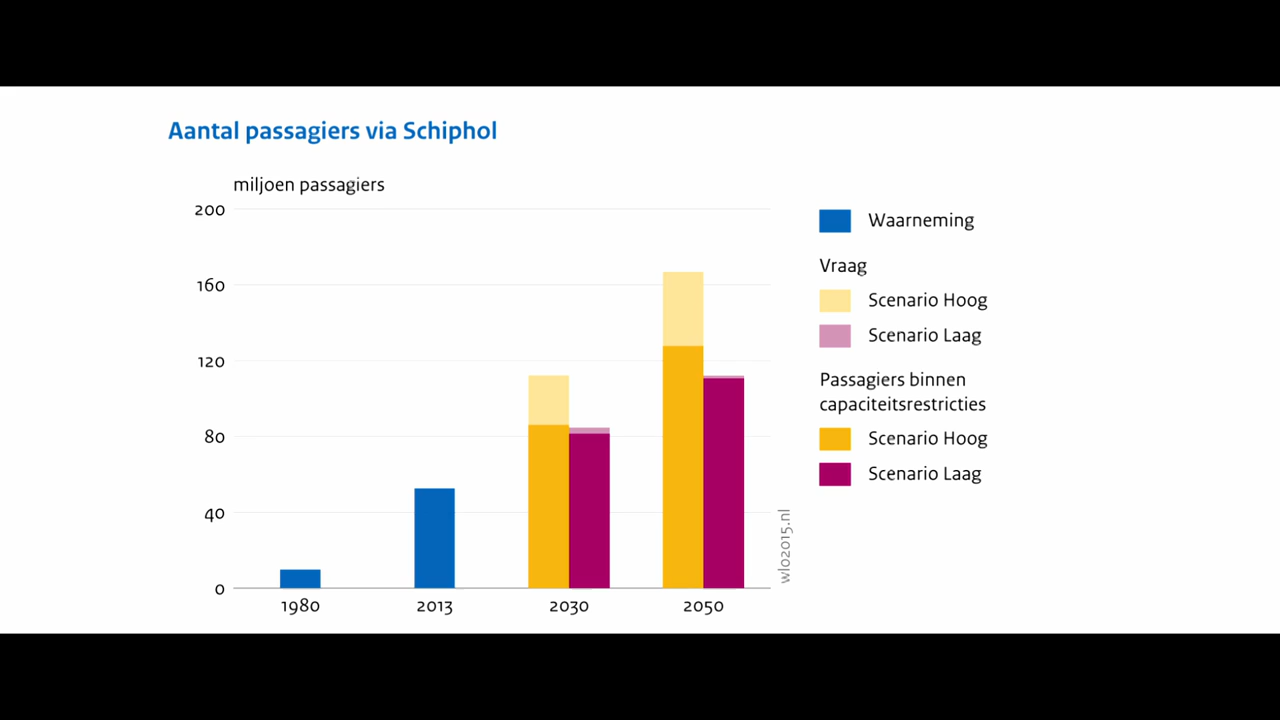 Aantal passagiers via Schiphol
miljoen passagiers
200
160
120
80
40
0
1980 2013 2030 2050
wlo2015.nl
Waarneming
Vraag
Scenario Hoog
Scenario Laag
Passagiers binnen
capaciteitsrestricties
Scenario Hoog
Scenario Laag